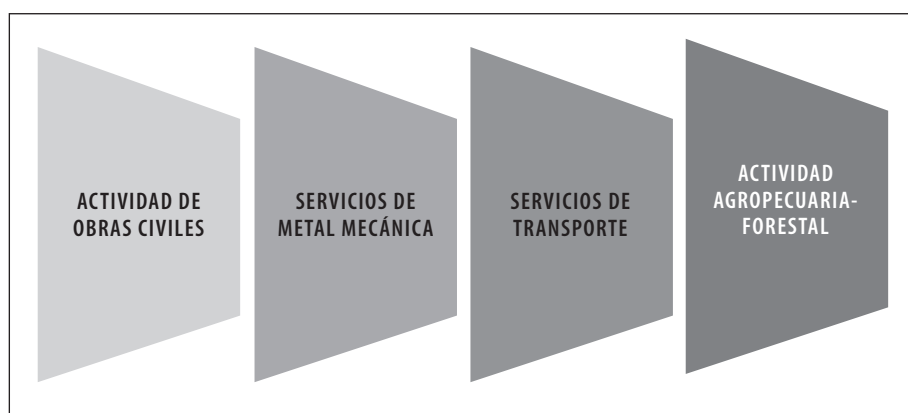 ACTIVIDAD DE
OBRAS CIVILES
SERVICIOS DE
METAL MECÁNICA
SERVICIOS DE
TRANSPORTE
ACTIVIDAD
AGROPECUARIA-
FORESTAL